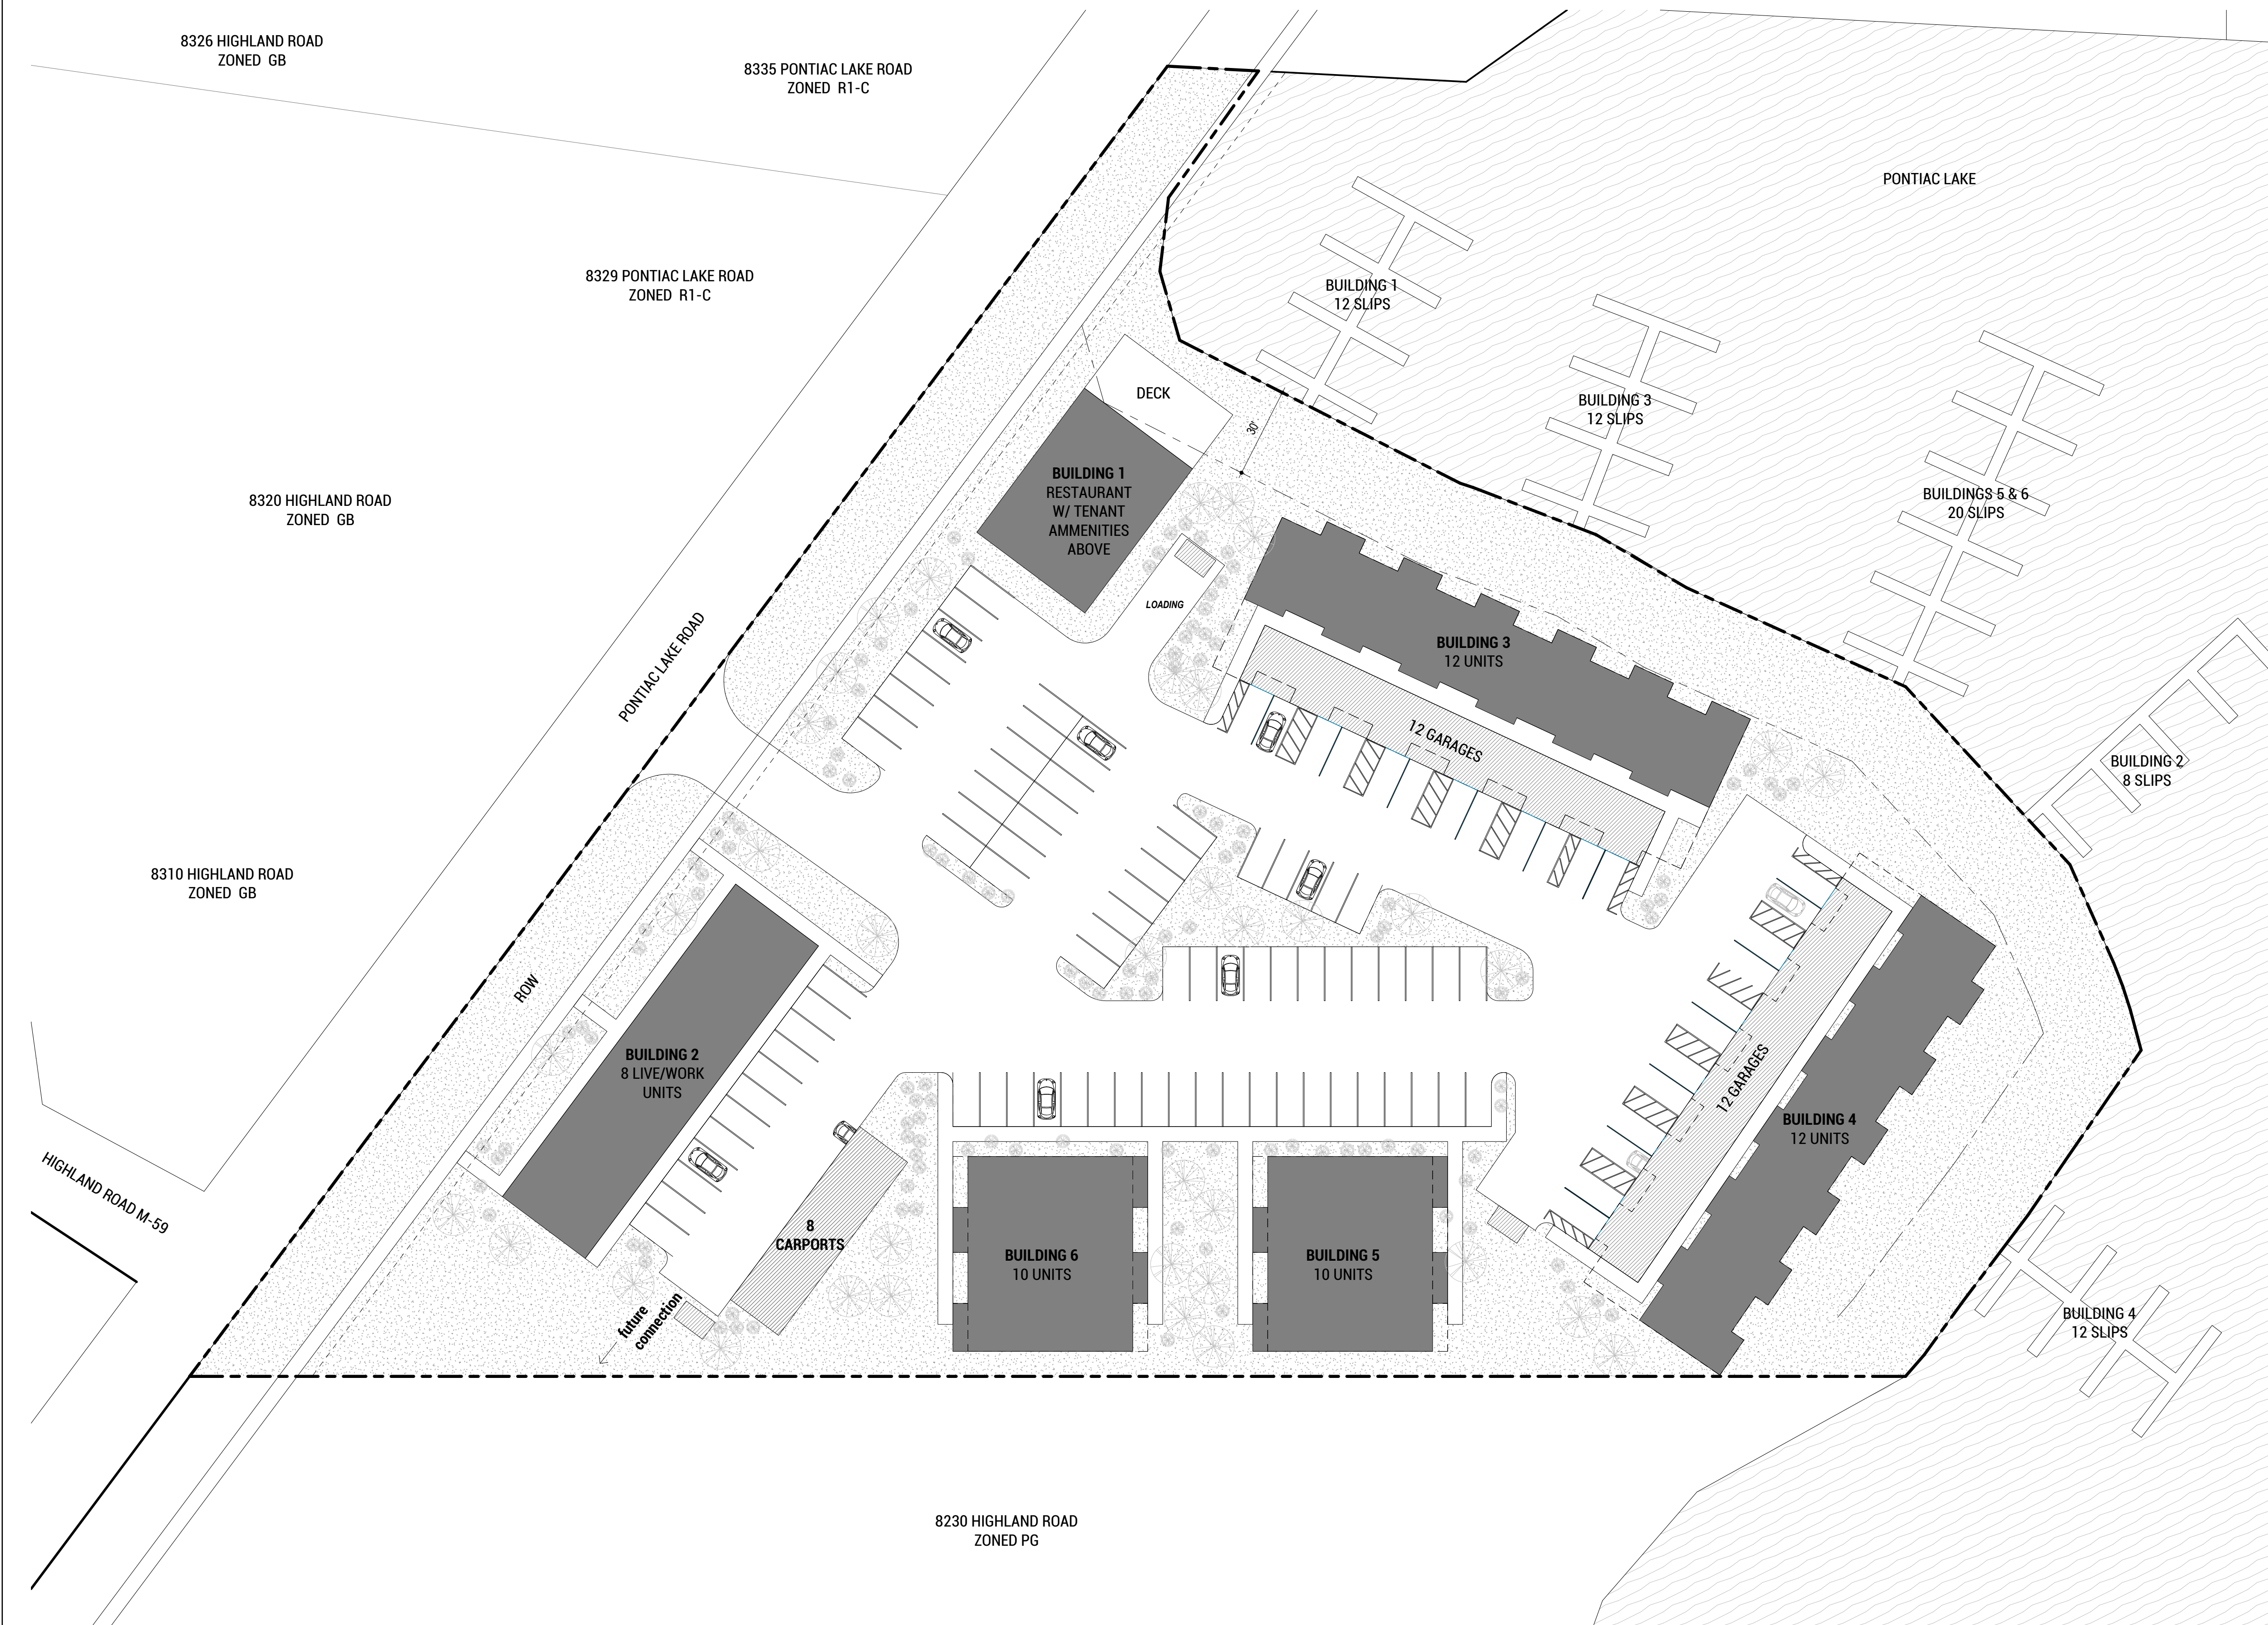 8326 HIGHLAND ROAD
ZONED GB
8335 PONTIAC LAKE ROAD
ZONED R1-C
PONTIAC LAKE
8329 PONTIAC LAKE ROAD
ZONED R1-C
BUILDING 1
12 SLIPS
DECK
BUILDING 3
12 SLIPS
30'
BUILDING 1
RESTAURANT
W/ TENANT
AMMENITIES
ABOVE
8320 HIGHLAND ROAD
ZONED GB
BUILDINGS 5 & 6
20 SLIPS
LOADING
PONTIAC LAKE ROAD
BUILDING 3
12 UNITS
12 GARAGES
BUILDING 2
8 SLIPS
8310 HIGHLAND ROAD
ZONED GB
ROW
BUILDING 2
8 LIVE/WORK
UNITS
12 GARAGES
BUILDING 4
12 UNITS
HIGHLAND ROAD M-59
8
CARPORTS
BUILDING 6
10 UNITS
BUILDING 5
10 UNITS
future
connection
BUILDING 4
12 SLIPS
8230 HIGHLAND ROAD
ZONED PG